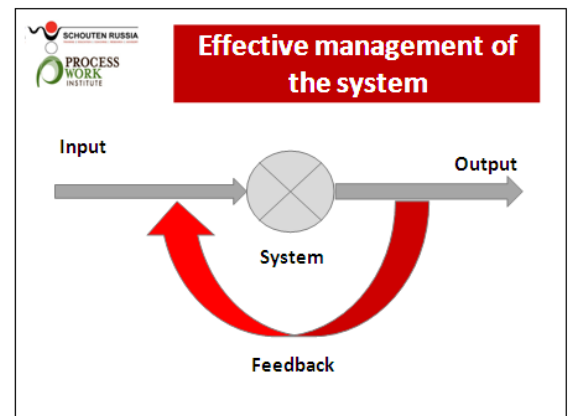 SCHOUTEN RUSSIA
PROCESS
WORK
INSTITUTE
Effective management of
the system
Input
Output
System
Feedback